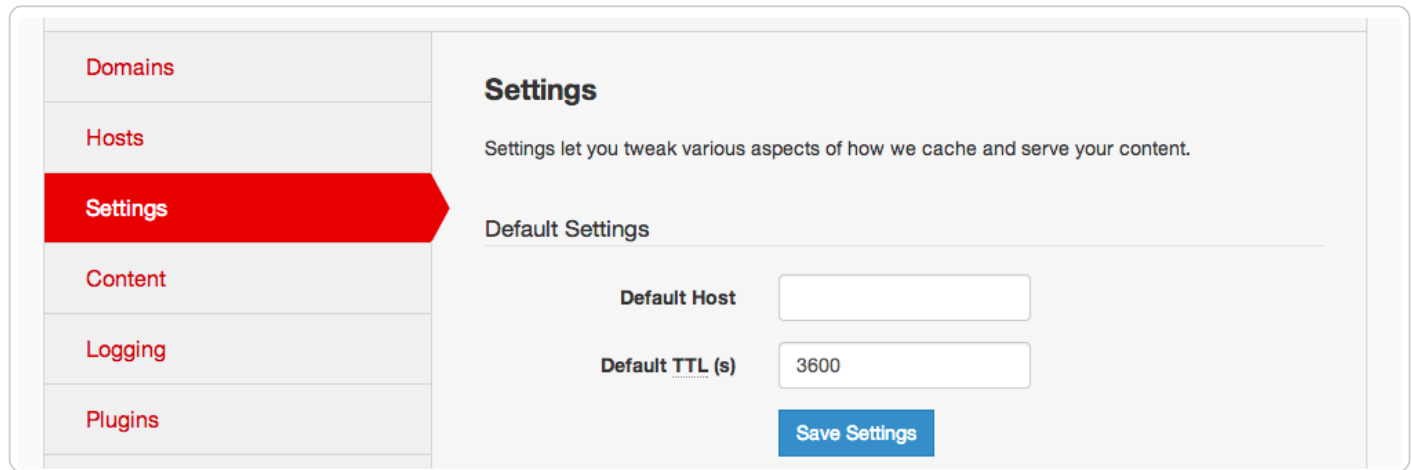 Domains
Hosts
Settings
Content
Logging
Plugins
Settings
Settings let you tweak various aspects of how we cache and serve your content.
Default Settings
Default Host
Default TTL (s)
3600
Save Settings